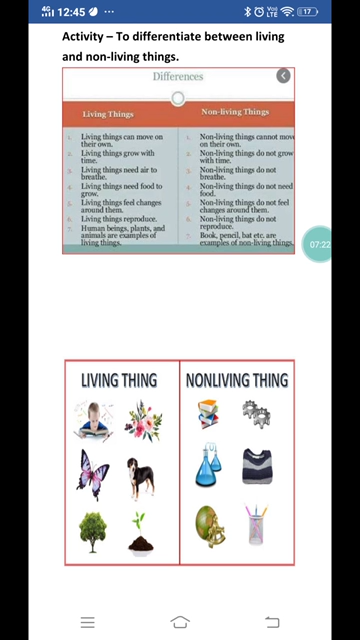 4G 12:45 Voo LTE 17
Activity – To differentiate between living
and non-living things.
Differences
Living Things
Non-living Things
1. Living things can move on
their own.
2. Living things grow with
time.
3. Living things need air to
breathe.
4. Living things need food to
grow.
5. Living things feel changes
around them.
6. Living things reproduce.
7. Human beings, plants, and
animals are examples of
living things.
1. Non-living things cannot move
on their own.
2. Non-living things do not grow
with time.
3. Non-living things do not
breathe.
4. Non-living things do not need
food.
5. Non-living things do not feel
changes around them.
6. Non-living things do not
reproduce.
7. Book, pencil, bat etc. are
examples of non-living things.
07:22
LIVING THING
NONLIVING THING